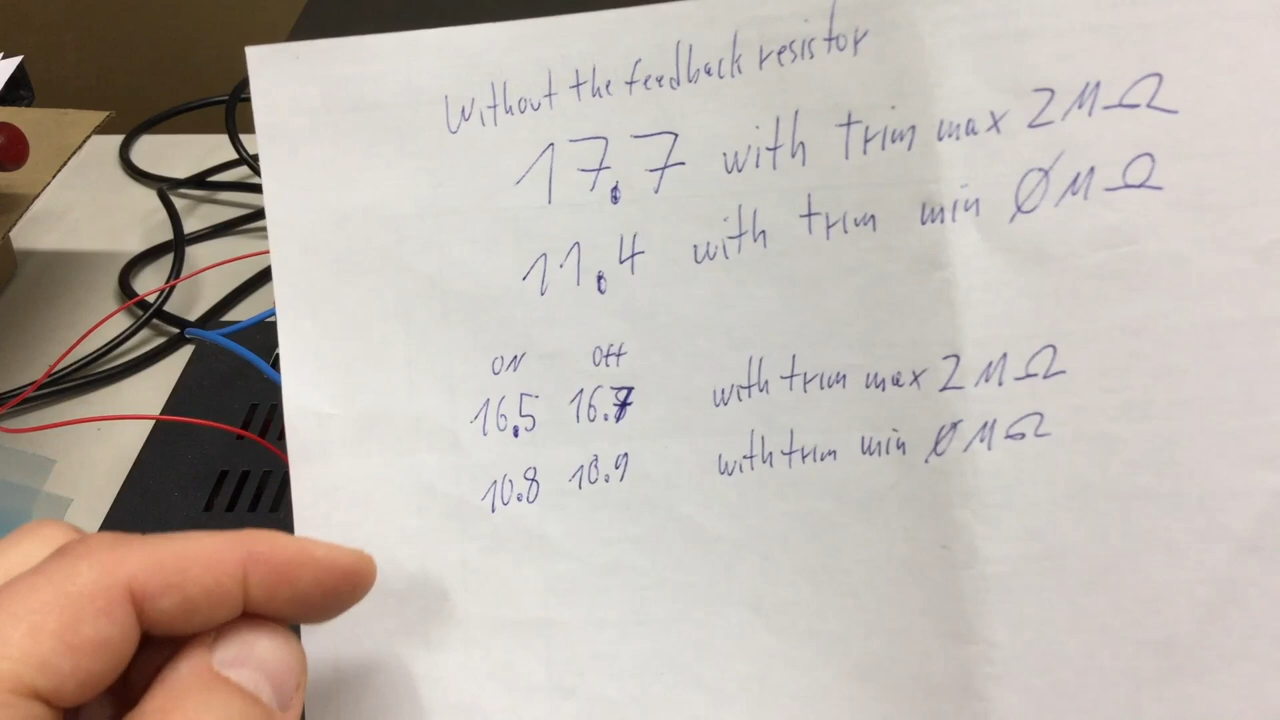 Without the feedback resistor
17.7 with trim max 2MΩ
11.4 with trim min ØMΩ
ON Off
16.5 16.7 with trim max 2MΩ
10.8 10.9 with trim min ØMΩ